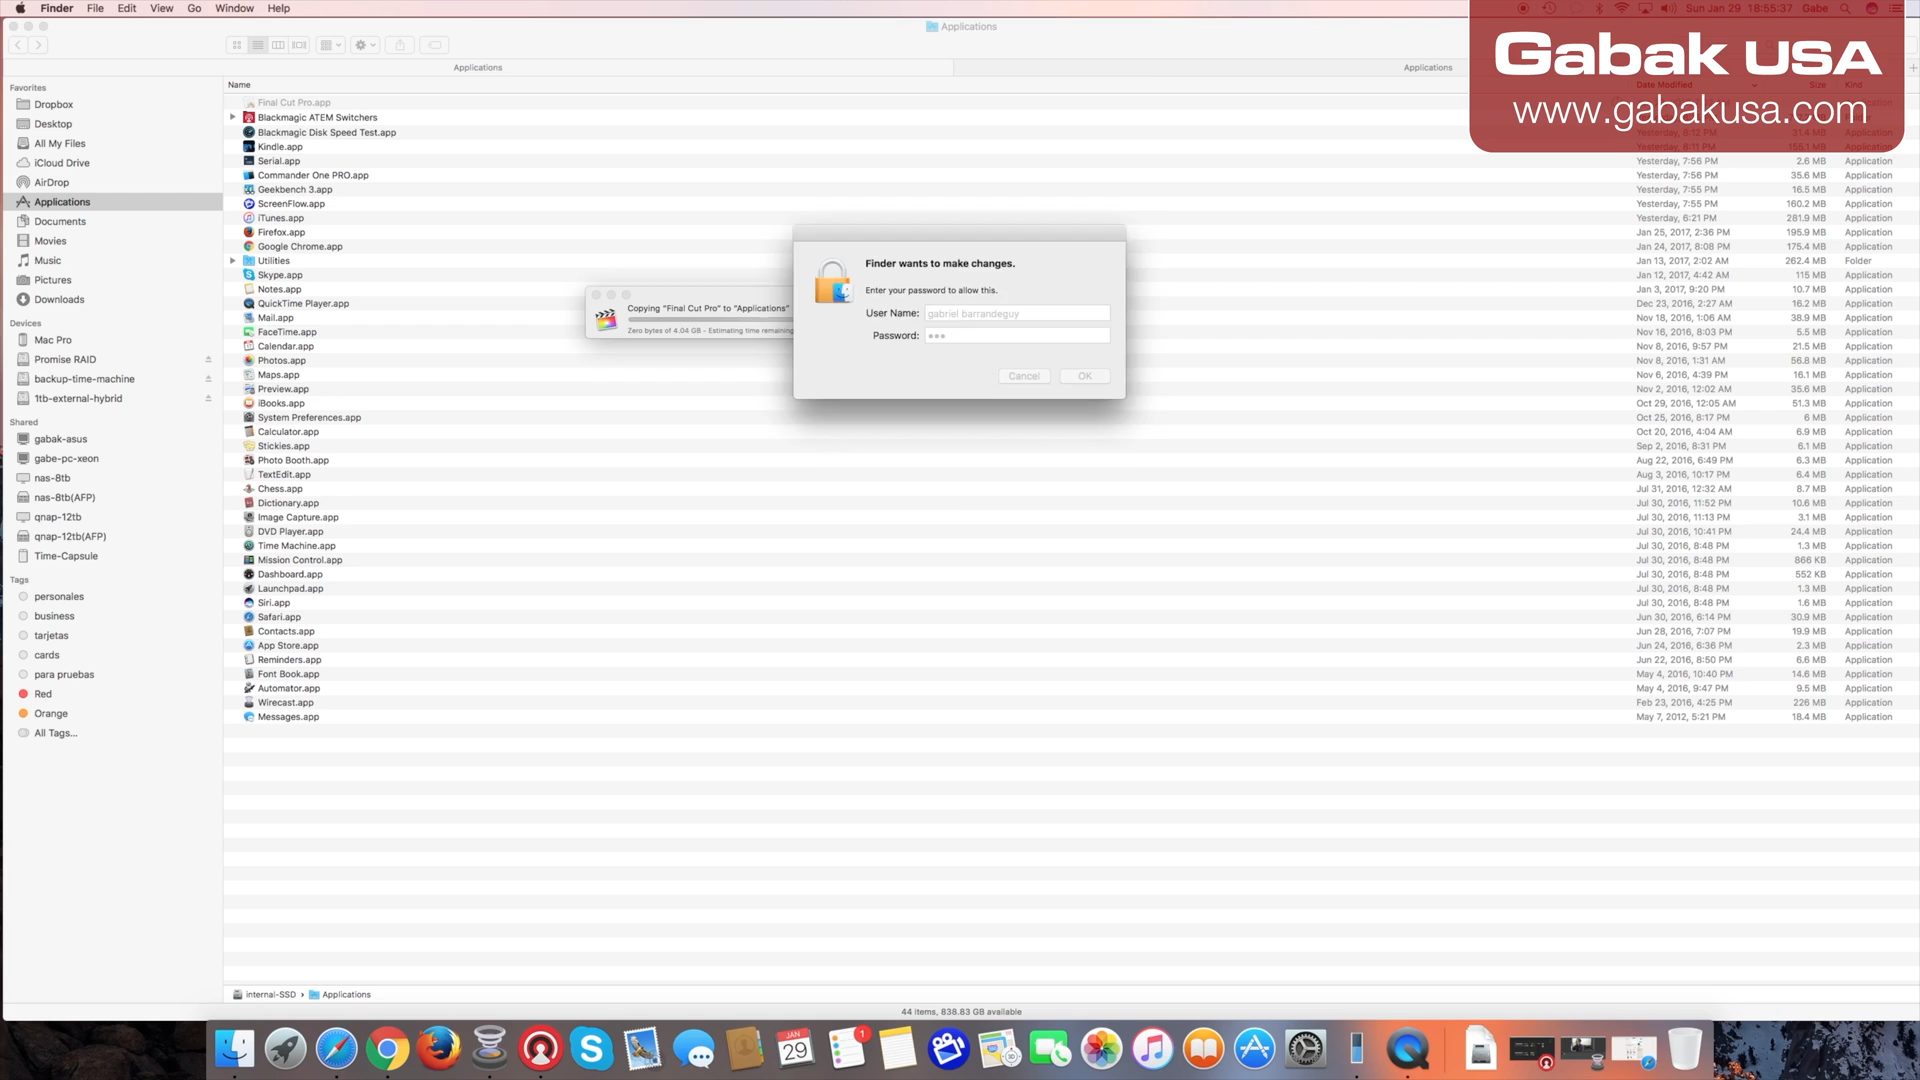 Finder File Edit View Go Window Help
Sun Jan 29 18:55:37 Gabe
Applications
Applications Applications
Gabak USA
www.gabakusa.com
Favorites
Dropbox
Desktop
All My Files
iCloud Drive
AirDrop
Applications
Documents
Movies
Music
Pictures
Downloads
Devices
Mac Pro
Promise RAID
backup-time-machine
1tb-external-hybrid
Shared
gabak-asus
gabe-pc-xeon
nas-8tb
nas-8tb(AFP)
qnap-12tb
qnap-12tb(AFP)
Time-Capsule
Tags
personales
business
tarjetas
cards
para pruebas
Red
Orange
All Tags...
Name Date Modified Size Kind
Final Cut Pro.app
Blackmagic ATEM Switchers
Blackmagic Disk Speed Test.app Yesterday, 8:12 PM 31.4 MB Application
Kindle.app Yesterday, 8:11 PM 155.1 MB Application
Serial.app Yesterday, 7:56 PM 2.6 MB Application
Commander One PRO.app Yesterday, 7:56 PM 35.6 MB Application
Geekbench 3.app Yesterday, 7:55 PM 16.5 MB Application
ScreenFlow.app Yesterday, 7:55 PM 160.2 MB Application
iTunes.app Yesterday, 6:21 PM 281.9 MB Application
Firefox.app Jan 25, 2017, 2:36 PM 195.9 MB Application
Google Chrome.app Jan 24, 2017, 8:08 PM 175.4 MB Application
Utilities Jan 13, 2017, 2:02 AM 262.4 MB Folder
Skype.app Jan 12, 2017, 4:42 AM 115 MB Application
Notes.app Jan 3, 2017, 9:20 PM 10.7 MB Application
QuickTime Player.app Dec 23, 2016, 2:27 AM 16.2 MB Application
Mail.app Nov 18, 2016, 1:06 AM 38.9 MB Application
FaceTime.app Nov 16, 2016, 8:03 PM 5.5 MB Application
Calendar.app Nov 8, 2016, 9:57 PM 21.5 MB Application
Photos.app Nov 8, 2016, 1:31 AM 56.8 MB Application
Maps.app Nov 6, 2016, 4:39 PM 16.1 MB Application
Preview.app Nov 2, 2016, 12:02 AM 35.6 MB Application
iBooks.app Oct 29, 2016, 12:05 AM 51.3 MB Application
System Preferences.app Oct 25, 2016, 8:17 PM 6 MB Application
Calculator.app Oct 20, 2016, 4:04 AM 6.9 MB Application
Stickies.app Sep 2, 2016, 8:31 PM 6.1 MB Application
Photo Booth.app Aug 22, 2016, 6:49 PM 6.3 MB Application
TextEdit.app Aug 3, 2016, 10:17 PM 6.4 MB Application
Chess.app Jul 31, 2016, 12:32 AM 8.7 MB Application
Dictionary.app Jul 30, 2016, 11:52 PM 10.6 MB Application
Image Capture.app Jul 30, 2016, 11:13 PM 3.1 MB Application
DVD Player.app Jul 30, 2016, 10:41 PM 24.4 MB Application
Time Machine.app Jul 30, 2016, 8:48 PM 1.3 MB Application
Mission Control.app Jul 30, 2016, 8:48 PM 866 KB Application
Dashboard.app Jul 30, 2016, 8:48 PM 552 KB Application
Launchpad.app Jul 30, 2016, 8:48 PM 1.3 MB Application
Siri.app Jul 30, 2016, 8:48 PM 1.6 MB Application
Safari.app Jun 30, 2016, 6:14 PM 30.9 MB Application
Contacts.app Jun 28, 2016, 7:07 PM 19.9 MB Application
App Store.app Jun 24, 2016, 6:36 PM 2.3 MB Application
Reminders.app Jun 22, 2016, 8:50 PM 6.6 MB Application
Font Book.app May 4, 2016, 10:40 PM 14.6 MB Application
Automator.app May 4, 2016, 9:47 PM 9.5 MB Application
Wirecast.app Feb 23, 2016, 4:25 PM 226 MB Application
Messages.app May 7, 2012, 5:21 PM 18.4 MB Application
Copying "Final Cut Pro" to "Applications"
Zero bytes of 4.04 GB - Estimating time remaining
Finder wants to make changes.
Enter your password to allow this.
User Name: gabriel barrandeguy
Password:
Cancel OK
internal-SSD › Applications
44 items, 838.83 GB available
JAN
29
1